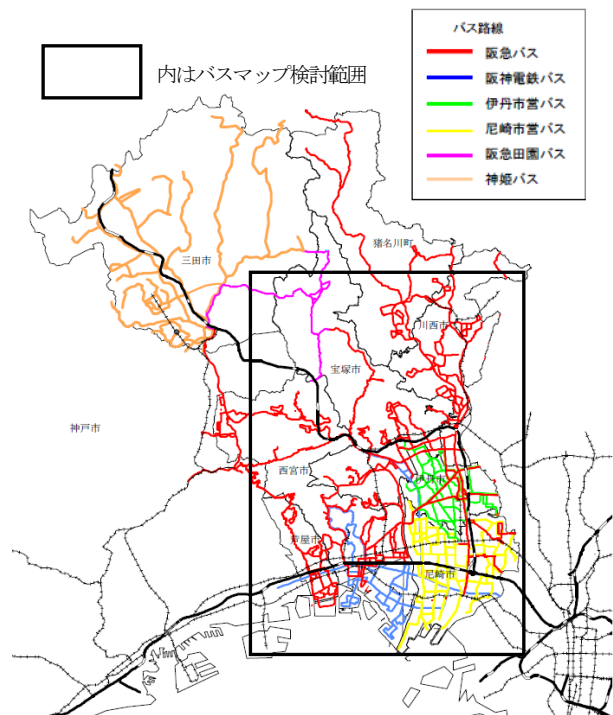 バス路線
阪急バス
阪神電鉄バス
伊丹市営バス
尼崎市営バス
阪急田園バス
神姫バス
内はバスマップ検討範囲
猪名川町
三田市
川西市
宝塚市
神戸市
西宮市
伊丹市
芦屋市
尼崎市